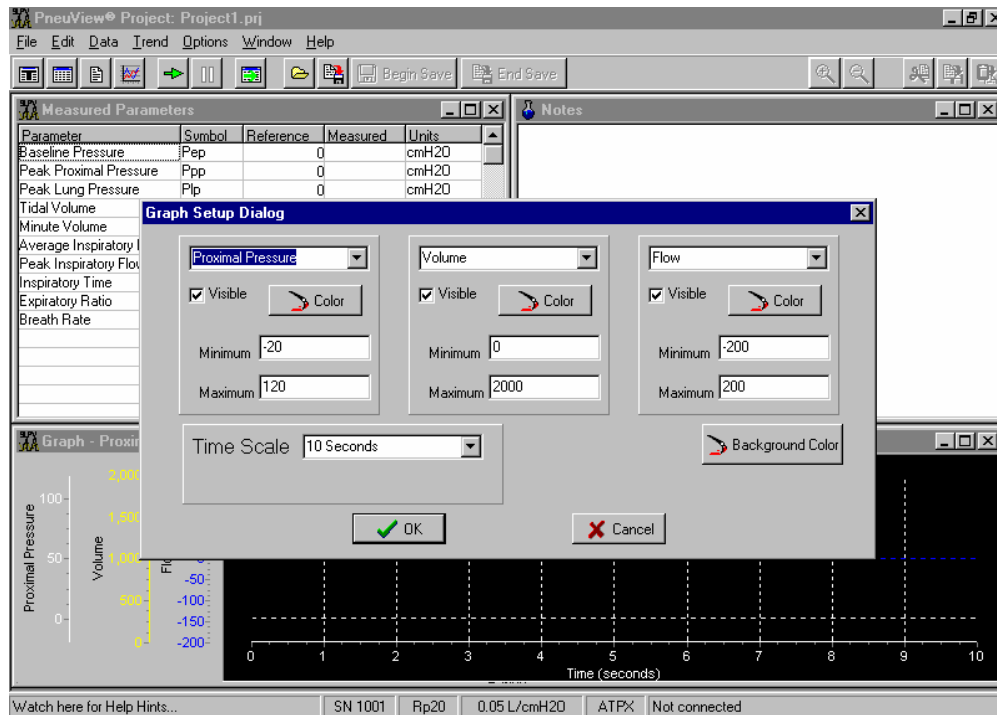 PneuView® Project: Project1.prj
File Edit Data Trend Options Window Help
Begin Save End Save
Measured Parameters
Parameter Symbol Reference Measured Units
Baseline Pressure Pep 0 cmH2O
Peak Proximal Pressure Ppp 0 cmH2O
Peak Lung Pressure Plp 0 cmH2O
Tidal Volume
Minute Volume
Average Inspiratory
Peak Inspiratory Flow
Inspiratory Time
Expiratory Ratio
Breath Rate
Notes
Graph Setup Dialog
Proximal Pressure
Visible Color
Minimum -20
Maximum 120
Volume
Visible Color
Minimum 0
Maximum 2000
Flow
Visible Color
Minimum -200
Maximum 200
Time Scale 10 Seconds
Background Color
OK Cancel
Graph - Proxim
Proximal Pressure
100
50
0
Volume
2,000
1,500
1,000
500
0
Flo
-50
-100
-150
-200
0 1 2 3 4 5 6 7 8 9 10
Time (seconds)
Watch here for Help Hints... SN 1001 Rp20 0.05 L/cmH2O ATPX Not connected